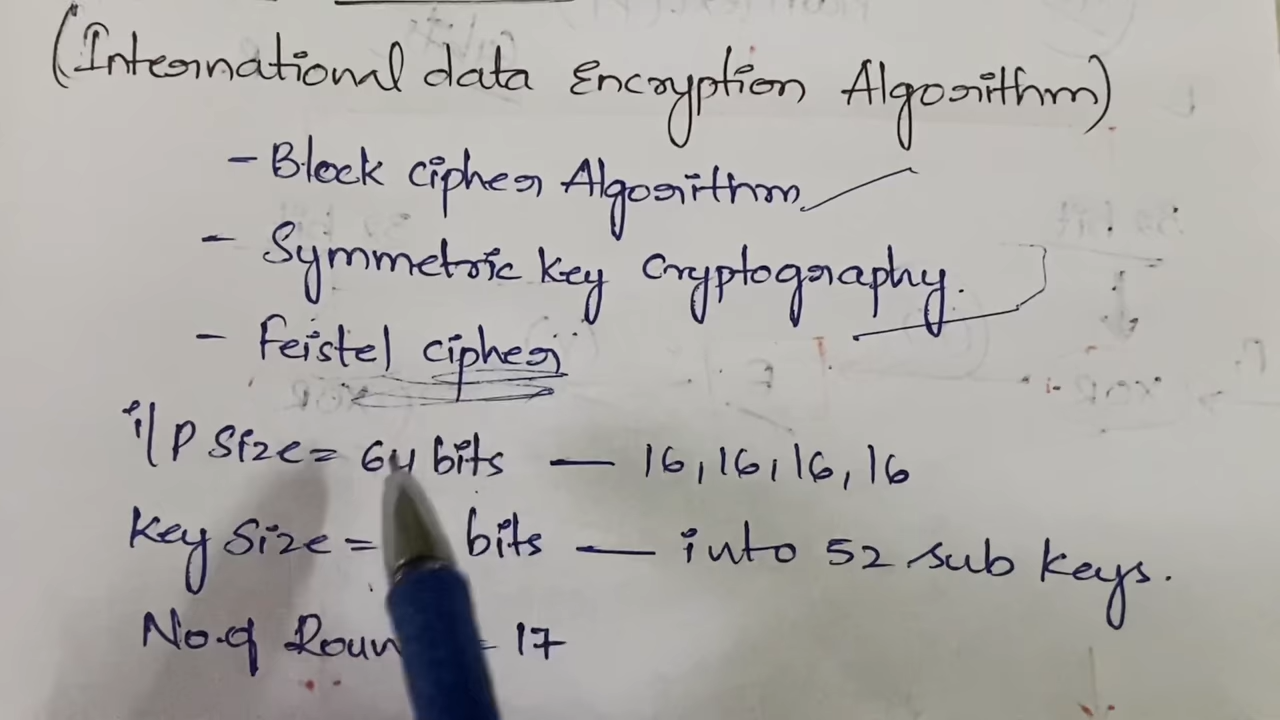 (International data Encryption Algorithm)
- Block cipher Algorithm
- Symmetric key Cryptography.
- Feistel cipher
i/p Size = 64 bits — 16, 16, 16, 16
Key Size = bits — into 52 sub keys.
No. of = 17